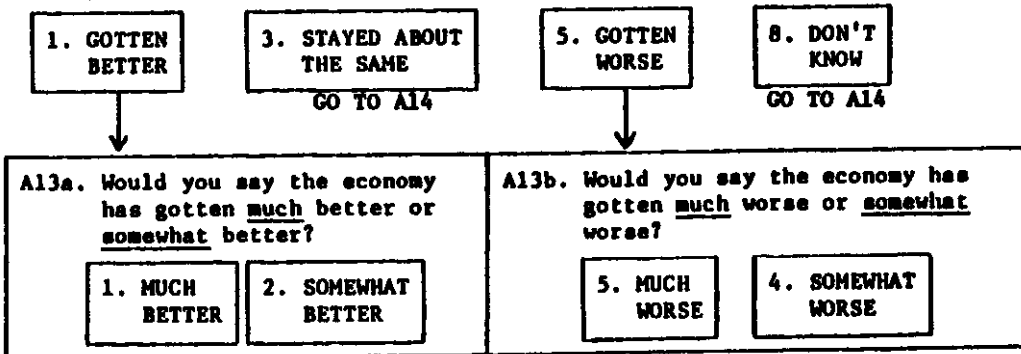 1. GOTTEN BETTER
3. STAYED ABOUT THE SAME
GO TO A14
5. GOTTEN WORSE
8. DON'T KNOW
GO TO A14
A13a. Would you say the economy
has gotten much better or
somewhat better?
1. MUCH BETTER
2. SOMEWHAT BETTER
A13b. Would you say the economy has
gotten much worse or somewhat
worse?
5. MUCH WORSE
4. SOMEWHAT WORSE